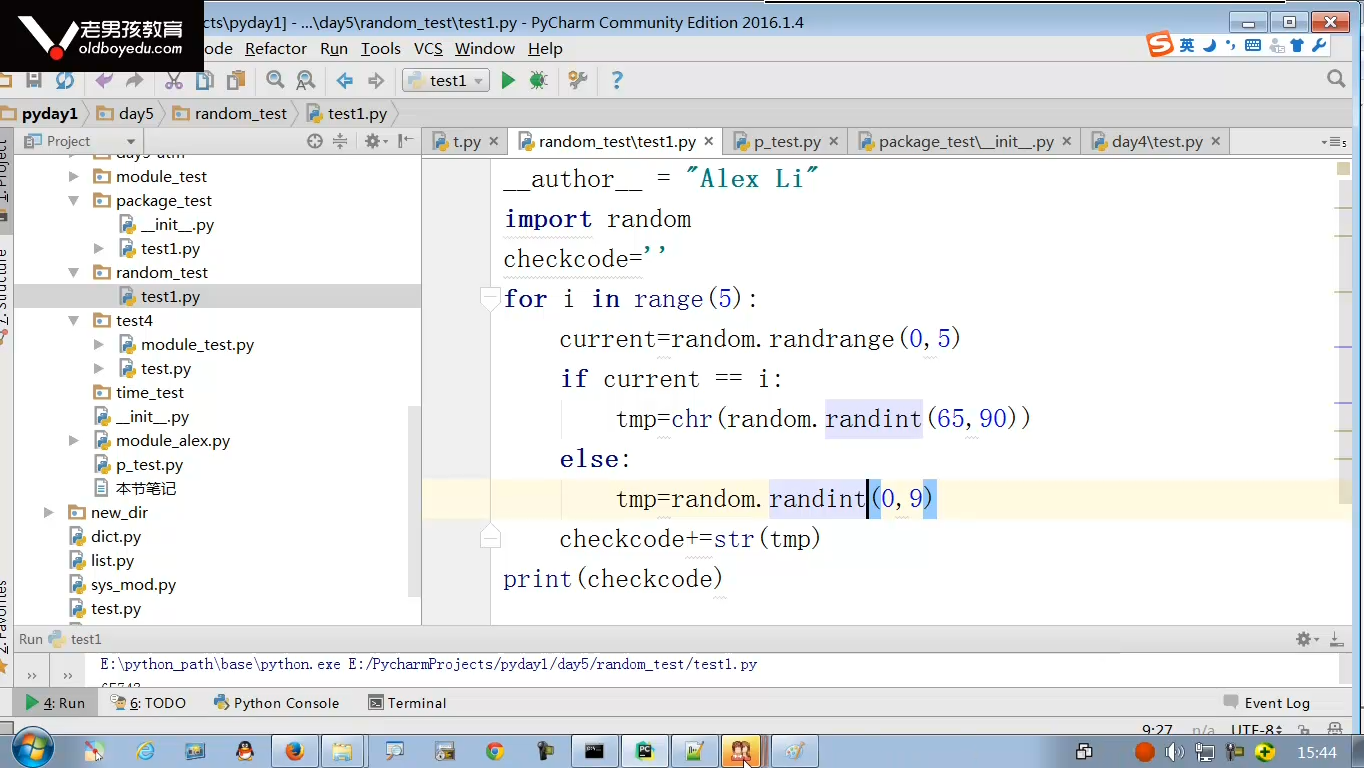 cts\pyday1] - ...\day5\random_test\test1.py - PyCharm Community Edition 2016.1.4
老男孩教育
oldboyedu.com
ode Refactor Run Tools VCS Window Help
英
test1
pyday1 day5 random_test test1.py
Project
t.py random_test\test1.py p_test.py package_test\__init__.py day4\test.py
module_test
package_test
__init__.py
test1.py
random_test
test1.py
test4
module_test.py
test.py
time_test
__init__.py
module_alex.py
p_test.py
本节笔记
new_dir
dict.py
list.py
sys_mod.py
test.py
__author__ = "Alex Li"
import random
checkcode=''
for i in range(5):
current=random.randrange(0,5)
if current == i:
tmp=chr(random.randint(65,90))
else:
tmp=random.randint(0,9)
checkcode+=str(tmp)
print(checkcode)
Run test1
E:\python_path\base\python.exe E:/PycharmProjects/pyday1/day5/random_test/test1.py
4: Run 6: TODO Python Console Terminal Event Log
9:27 n/a UTF-8
15:44